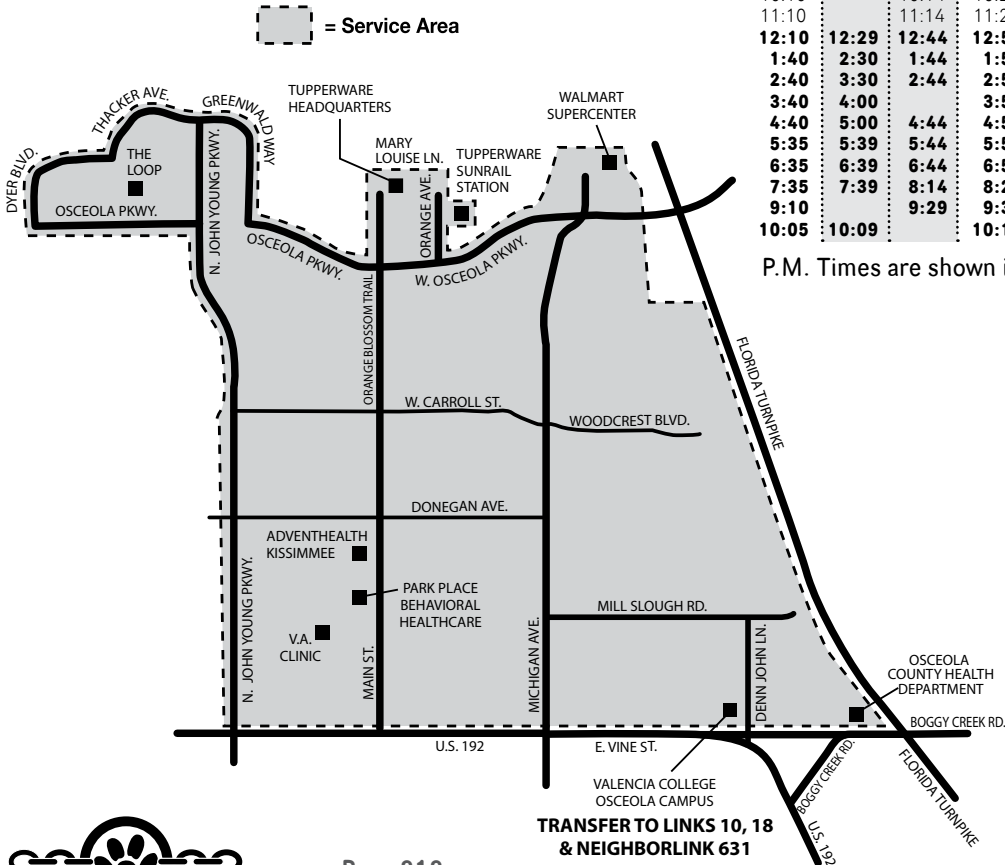 = Service Area
11:10 11:14
12:10 12:29 12:44
1:40 2:30 1:44
2:40 3:30 2:44
3:40 4:00
4:40 5:00 4:44
5:35 5:39 5:44
6:35 6:39 6:44
7:35 7:39 8:14
9:10 9:29
10:05 10:09
P.M. Times are shown
THACKER AVE.
GREENWALD WAY
DYER BLVD.
THE
LOOP
OSCEOLA PKWY.
N. JOHN YOUNG PKWY.
TUPPERWARE
HEADQUARTERS
MARY
LOUISE LN.
TUPPERWARE
SUNRAIL
STATION
ORANGE AVE.
WALMART
SUPERCENTER
OSCEOLA PKWY.
W. OSCEOLA PKWY.
ORANGE BLOSSOM TRAIL
FLORIDA TURNPIKE
W. CARROLL ST.
WOODCREST BLVD.
DONEGAN AVE.
ADVENTHEALTH
KISSIMMEE
PARK PLACE
BEHAVIORAL
HEALTHCARE
V.A.
CLINIC
N. JOHN YOUNG PKWY.
MAIN ST.
MICHIGAN AVE.
MILL SLOUGH RD.
DENN JOHN LN.
OSCEOLA
COUNTY HEALTH
DEPARTMENT
BOGGY CREEK RD.
U.S. 192
E. VINE ST.
VALENCIA COLLEGE
OSCEOLA CAMPUS
BOGGY CREEK RD.
FLORIDA TURNPIKE
U.S. 192
TRANSFER TO LINKS 10, 18
& NEIGHBORLINK 631